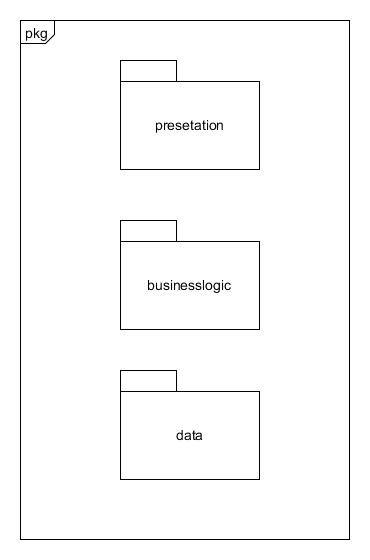 pkg
presetation
businesslogic
data